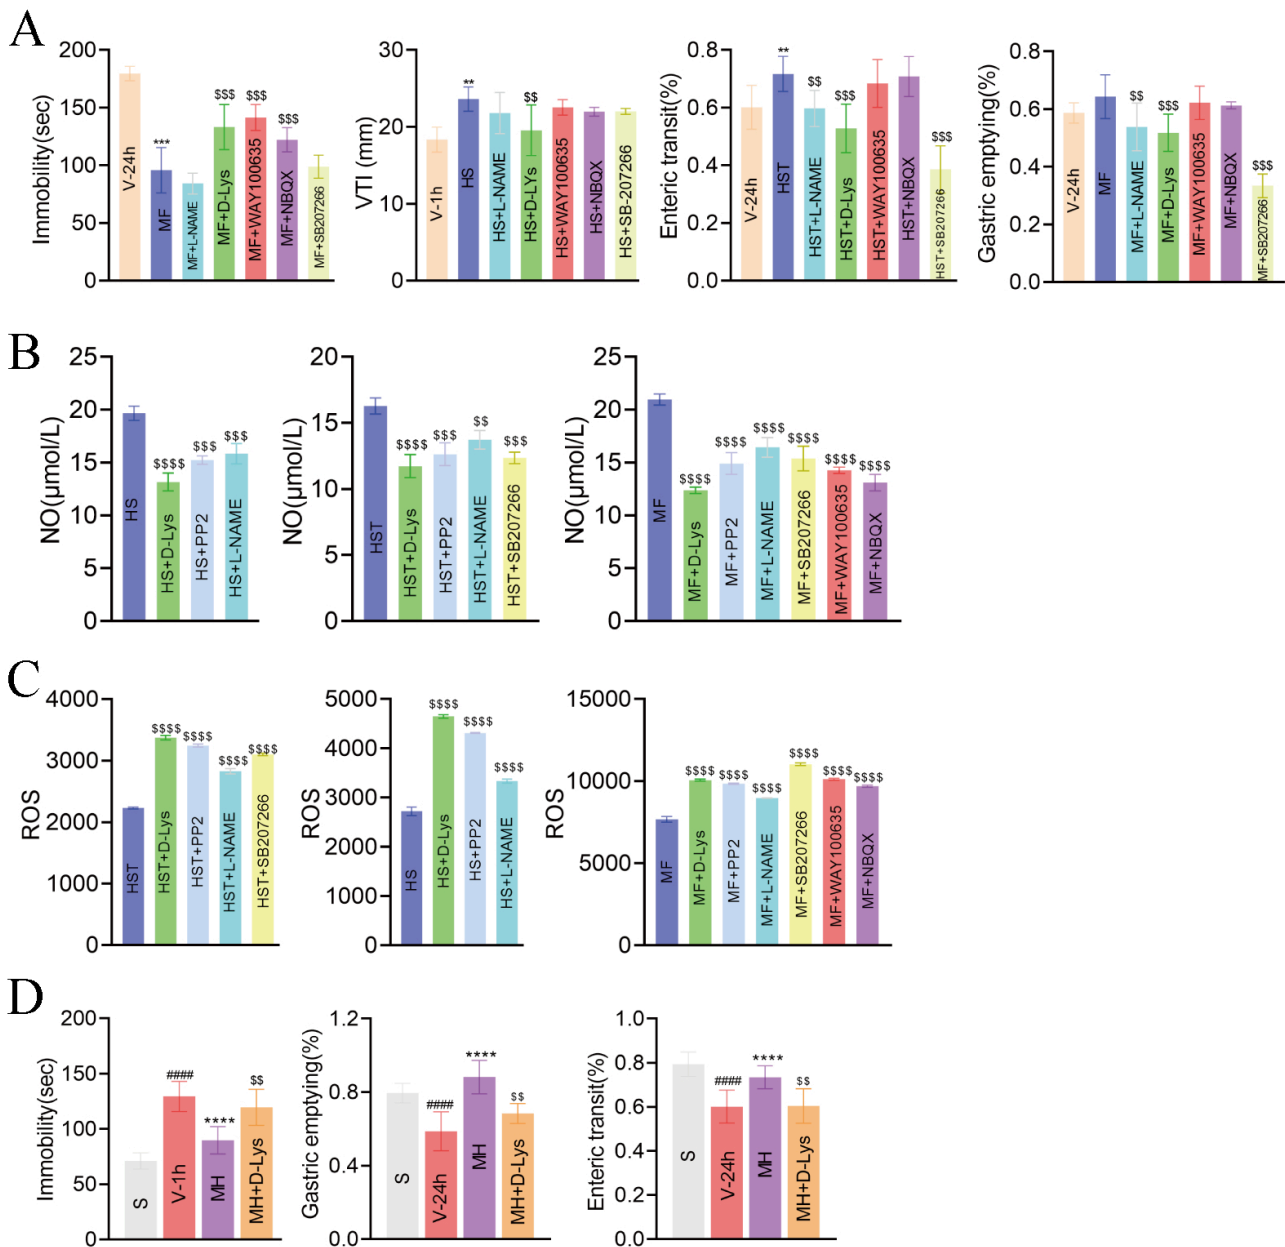 A
Immobility(sec)
200
150
100
50
0
V-24h
***
MF
MF+L-NAME
$$$
MF+D-Lys
$$$
MF+WAY100635
$$$
MF+NBQX
MF+SB207266
VTI (mm)
30
20
10
0
V-1h
**
HS
HS+L-NAME
$$
HS+D-LYs
HS+WAY100635
HS+NBQX
HS+SB-207266
Enteric transit(%)
0.8
0.6
0.4
0.2
0.0
V-24h
**
HST
$$
HST+L-NAME
$$$
HST+D-Lys
HST+WAY100635
HST+NBQX
$$$
HST+SB207266
Gastric emptying(%)
0.8
0.6
0.4
0.2
0.0
V-24h
MF
$$
MF+L-NAME
$$$
MF+D-Lys
MF+WAY100635
MF+NBQX
$$$
MF+SB207266
B
NO(μmol/L)
25
20
15
10
5
0
HS
$$$$
HS+D-Lys
$$$
HS+PP2
$$$
HS+L-NAME
NO(μmol/L)
20
15
10
5
0
HST
$$$$
HST+D-Lys
$$$
HST+PP2
$$
HST+L-NAME
$$$
HST+SB207266
NO(μmol/L)
25
20
15
10
5
0
MF
$$$$
MF+D-Lys
$$$$
MF+PP2
$$$$
MF+L-NAME
$$$$
MF+SB207266
$$$$
MF+WAY100635
$$$$
MF+NBQX
C
ROS
4000
3000
2000
1000
0
HST
$$$$
HST+D-Lys
$$$$
HST+PP2
$$$$
HST+L-NAME
$$$$
HST+SB207266
ROS
5000
4000
3000
2000
1000
0
HS
$$$$
HS+D-Lys
$$$$
HS+PP2
$$$$
HS+L-NAME
ROS
15000
10000
5000
0
MF
$$$$
MF+D-Lys
$$$$
MF+PP2
$$$$
MF+L-NAME
$$$$
MF+SB207266
$$$$
MF+WAY100635
$$$$
MF+NBQX
D
Immobility(sec)
200
150
100
50
0
S
####
V-1h
****
MH
$$
MH+D-Lys
Gastric emptying(%)
1.2
0.8
0.4
0.0
S
####
V-24h
****
MH
$$
MH+D-Lys
Enteric transit(%)
1.0
0.8
0.6
0.4
0.2
0.0
S
####
V-24h
****
MH
$$
MH+D-Lys